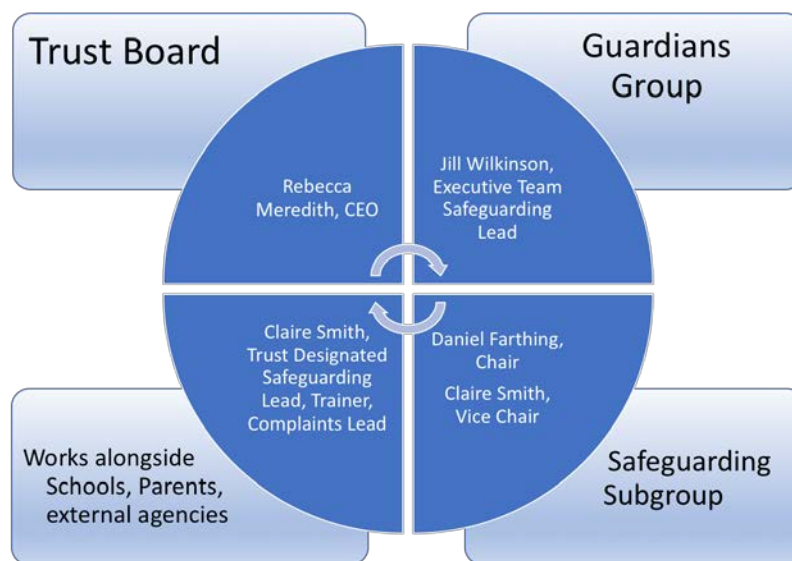 Trust Board
Guardians
Group
Rebecca
Meredith, CEO
Jill Wilkinson,
Executive Team
Safeguarding
Lead
Claire Smith,
Trust Designated
Safeguarding
Lead, Trainer,
Complaints Lead
Daniel Farthing,
Chair
Claire Smith,
Vice Chair
Works alongside
Schools, Parents,
external agencies
Safeguarding
Subgroup